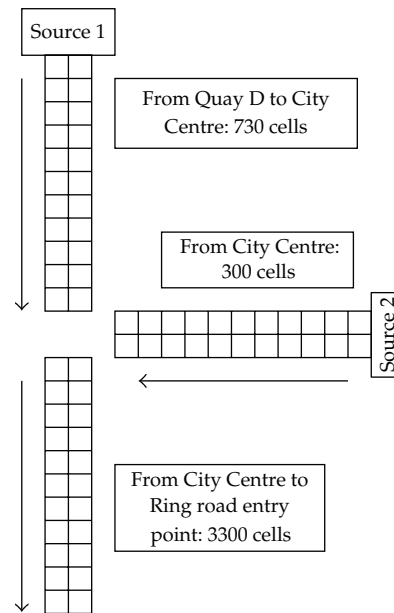 Source 1
From Quay D to City
Centre: 730 cells
From City Centre:
300 cells
Source 2
From City Centre to
Ring road entry
point: 3300 cells